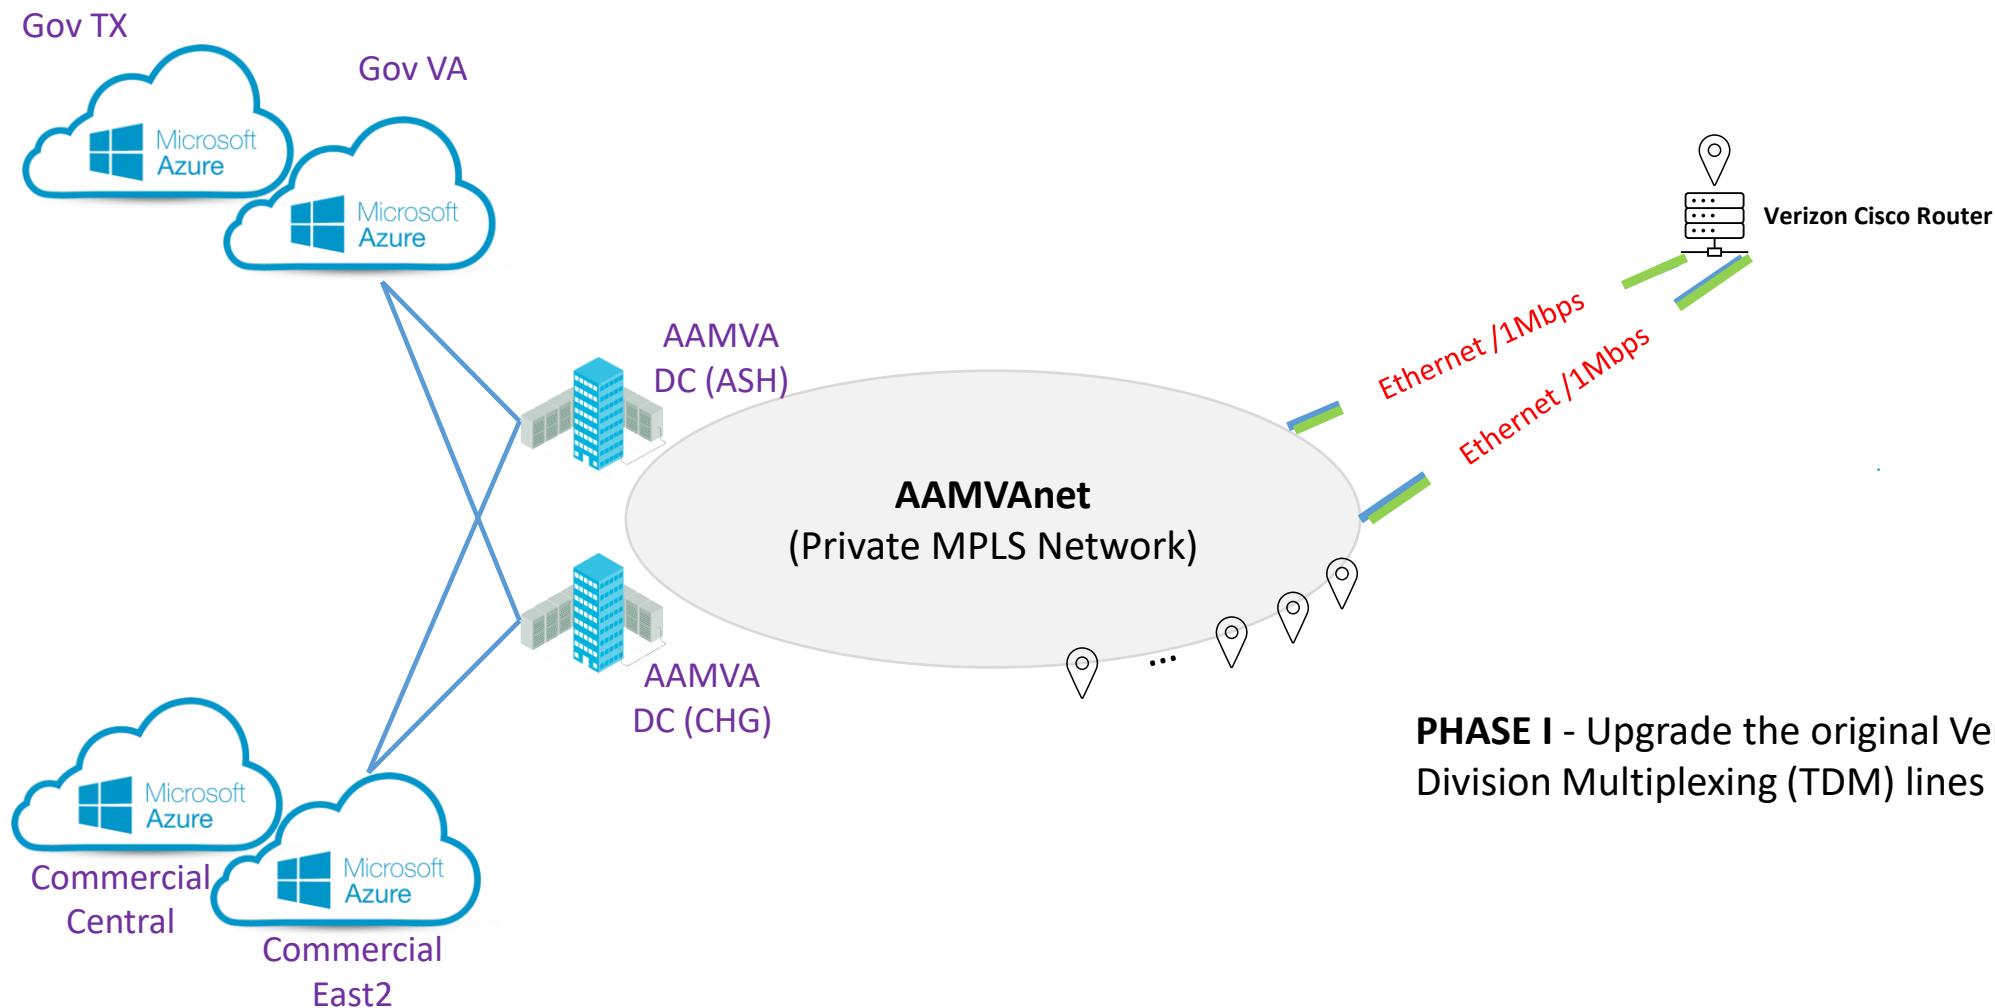 Gov TX
Gov VA
Microsoft
Azure
Microsoft
Azure
Verizon Cisco Router
Ethernet /1Mbps
Ethernet /1Mbps
AAMVA
DC (ASH)
AAMVAnet
(Private MPLS Network)
...
AAMVA
DC (CHG)
PHASE I - Upgrade the original Ve
Division Multiplexing (TDM) lines
Microsoft
Azure
Microsoft
Azure
Commercial
Central
Commercial
East2